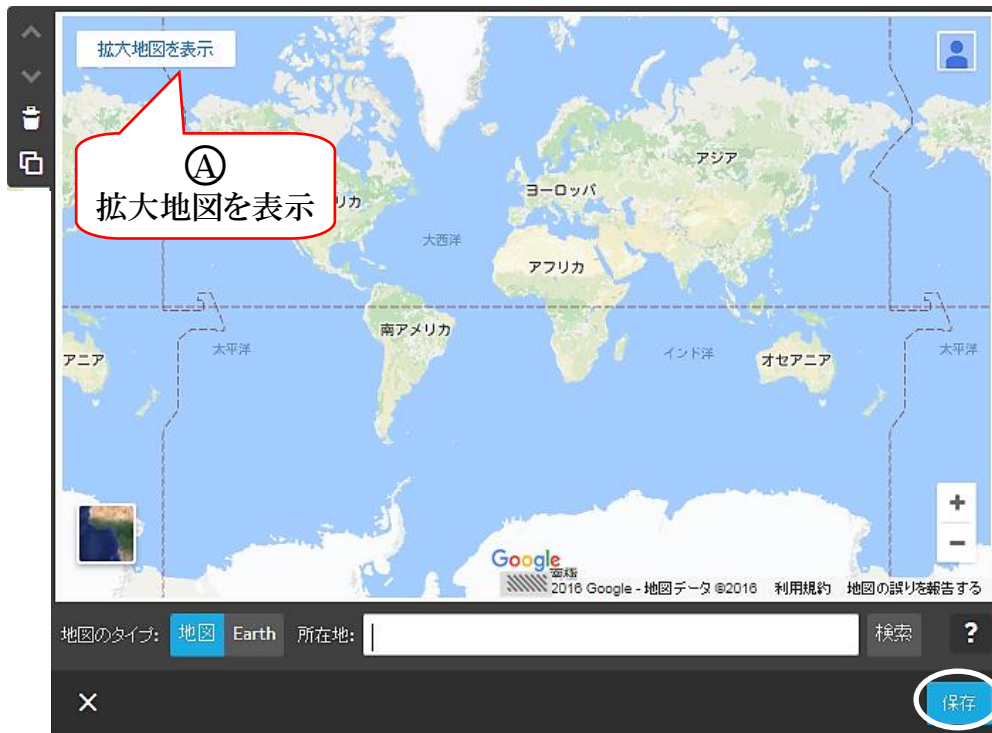 拡大地図を表示
Ⓐ
拡大地図を表示
リカ
アジア
ヨーロッパ
大西洋
アフリカ
南アメリカ
太平洋
インド洋
アニア
オセアニア
太平洋
+
−
Google
南極
2016 Google - 地図データ ©2016 利用規約 地図の誤りを報告する
地図のタイプ: 地図 Earth 所在地: 検索 ?
× 保存